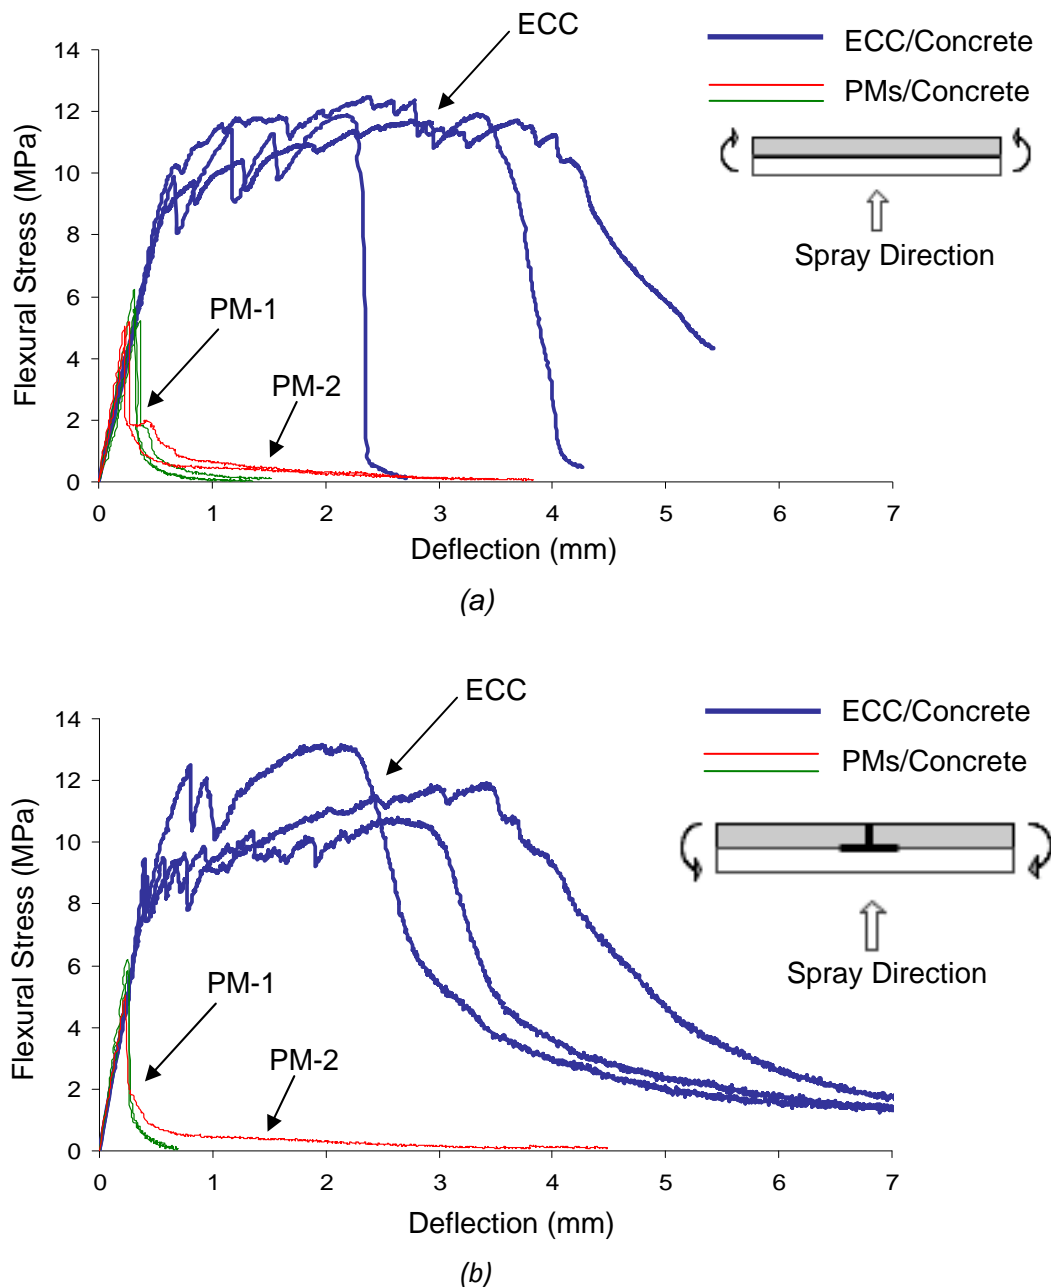 ECC
ECC/Concrete
PMs/Concrete
Spray Direction
PM-1
PM-2
Flexural Stress (MPa)
14
12
10
8
6
4
2
0
0 1 2 3 4 5 6 7
Deflection (mm)
(a)
ECC
ECC/Concrete
PMs/Concrete
Spray Direction
PM-1
PM-2
Flexural Stress (MPa)
14
12
10
8
6
4
2
0
0 1 2 3 4 5 6 7
Deflection (mm)
(b)